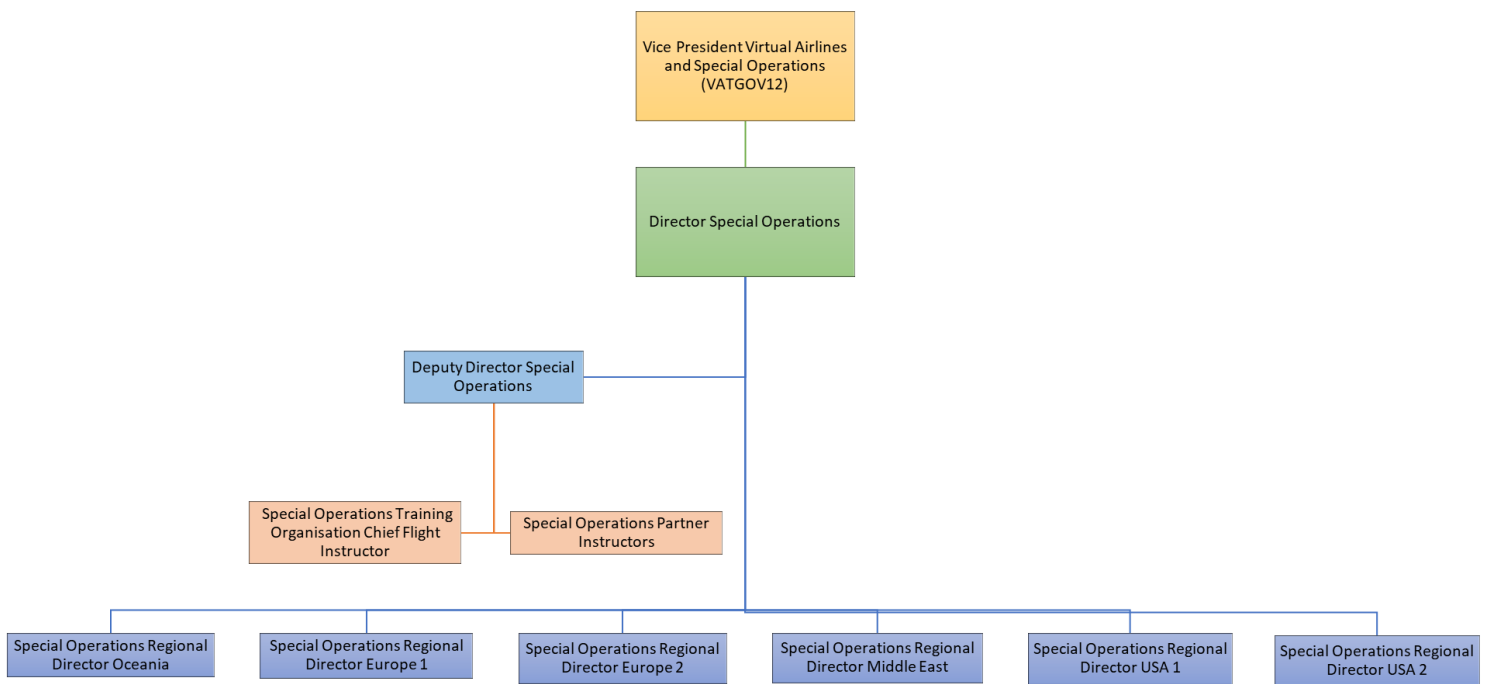 Vice President Virtual Airlines
and Special Operations
(VATGOV12)
Director Special Operations
Deputy Director Special
Operations
Special Operations Training
Organisation Chief Flight
Instructor
Special Operations Partner
Instructors
Special Operations Regional
Director Oceania
Special Operations Regional
Director Europe 1
Special Operations Regional
Director Europe 2
Special Operations Regional
Director Middle East
Special Operations Regional
Director USA 1
Special Operations Regional
Director USA 2